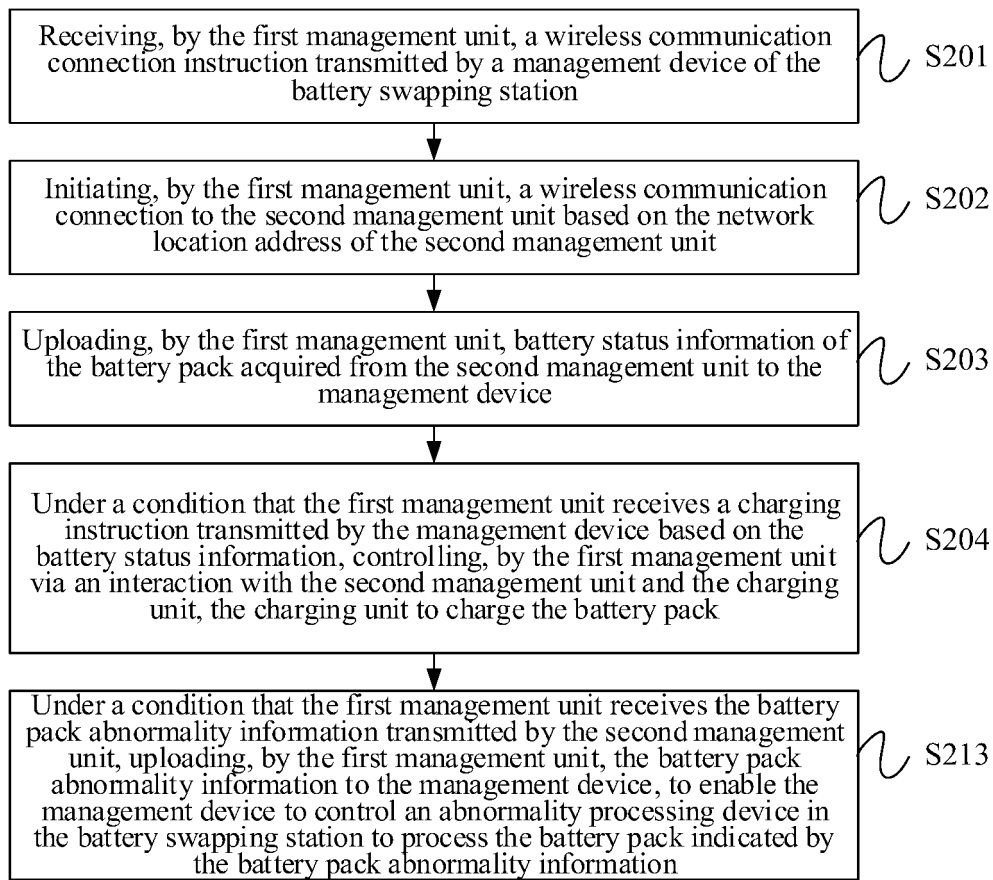 Receiving, by the first management unit, a wireless communication
connection instruction transmitted by a management device of the
battery swapping station
S201
Initiating, by the first management unit, a wireless communication
connection to the second management unit based on the network
location address of the second management unit
S202
Uploading, by the first management unit, battery status information of
the battery pack acquired from the second management unit to the
management device
S203
Under a condition that the first management unit receives a charging
instruction transmitted by the management device based on the
battery status information, controlling, by the first management unit
via an interaction with the second management unit and the charging
unit, the charging unit to charge the battery pack
S204
Under a condition that the first management unit receives the battery
pack abnormality information transmitted by the second management
unit, uploading, by the first management unit, the battery pack
abnormality information to the management device, to enable the
management device to control an abnormality processing device in
the battery swapping station to process the battery pack indicated by
the battery pack abnormality information
S213